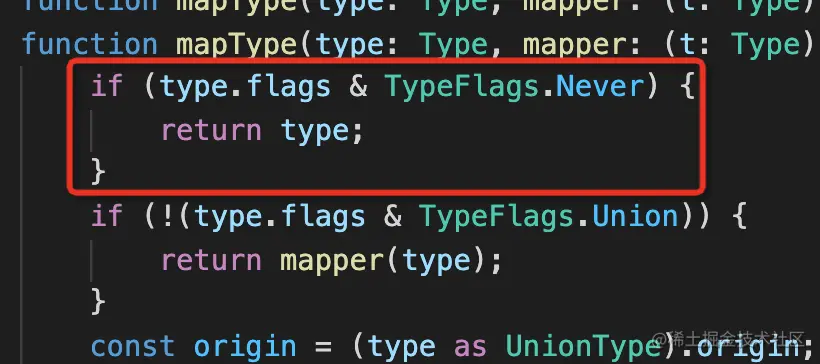 function mapType(type: Type, mapper: (t: Type)
function mapType(type: Type, mapper: (t: Type)
if (type.flags & TypeFlags.Never) {
return type;
}
if (!(type.flags & TypeFlags.Union)) {
return mapper(type);
}
const origin = (type as UnionType).origin;
@稀土掘金技术社区